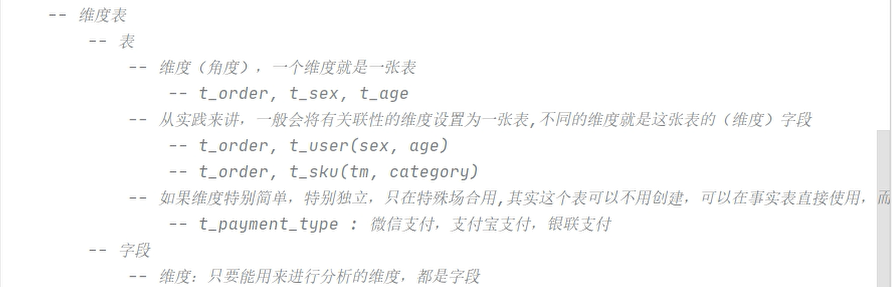 -- 维度表
-- 表
-- 维度（角度），一个维度就是一张表
-- t_order, t_sex, t_age
-- 从实践来讲，一般会将有关联性的维度设置为一张表,不同的维度就是这张表的（维度）字段
-- t_order, t_user(sex, age)
-- t_order, t_sku(tm, category)
-- 如果维度特别简单，特别独立，只在特殊场合用,其实这个表可以不用创建，可以在事实表直接使用，而
-- t_payment_type : 微信支付，支付宝支付，银联支付
-- 字段
-- 维度：只要能用来进行分析的维度，都是字段